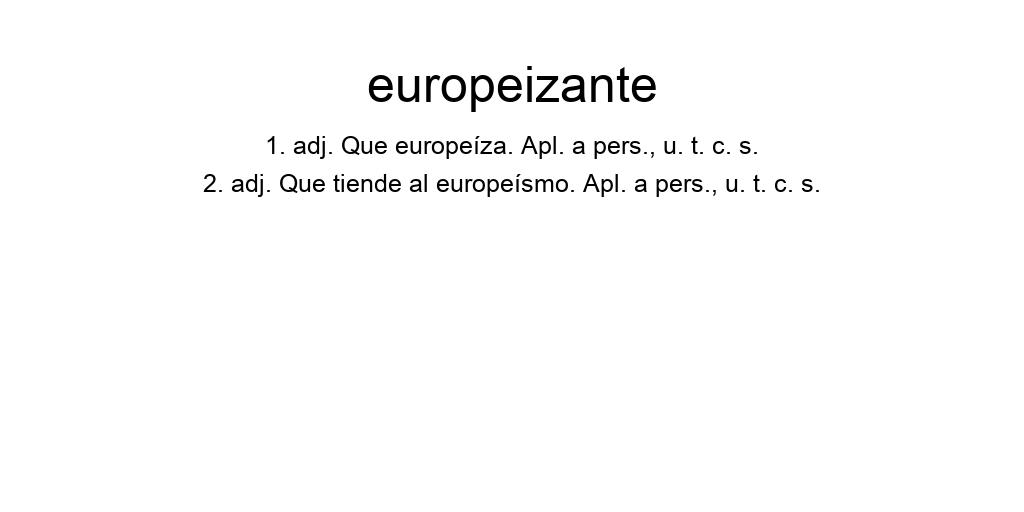 europeizante
1. adj. Que europeíza. Apl. a pers., u. t. c. s.
2. adj. Que tiende al europeísmo. Apl. a pers., u. t. c. s.